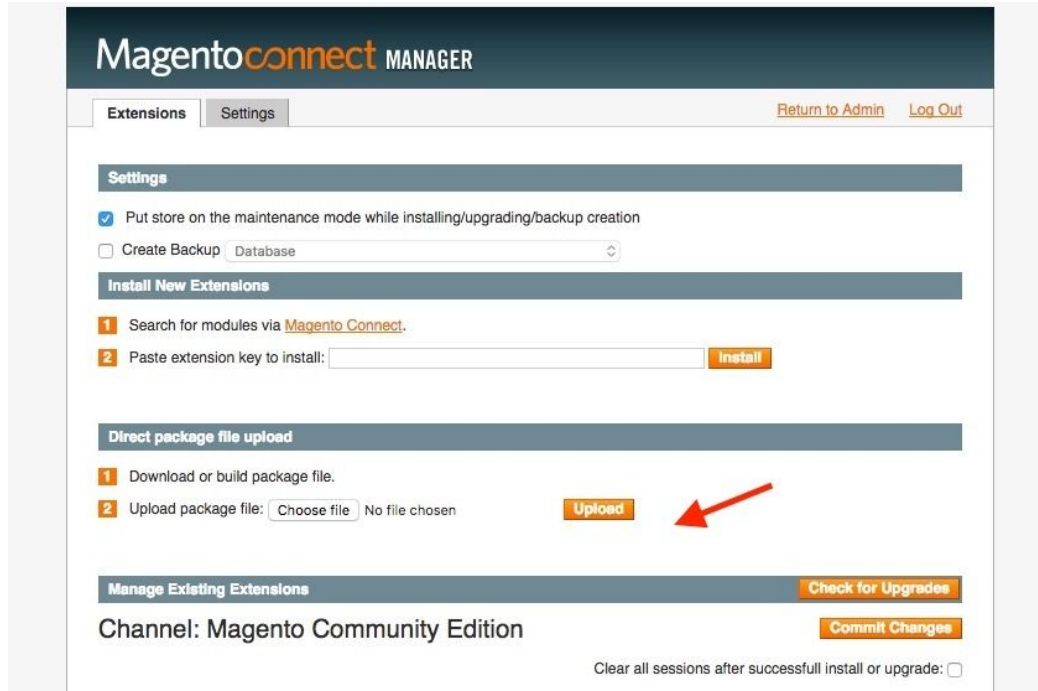 Magentoconnect MANAGER
Extensions Settings Return to Admin Log Out
Settings
Put store on the maintenance mode while installing/upgrading/backup creation
Create Backup Database
Install New Extensions
1 Search for modules via Magento Connect.
2 Paste extension key to install: Install
Direct package file upload
1 Download or build package file.
2 Upload package file: Choose file No file chosen Upload
Manage Existing Extensions Check for Upgrades
Channel: Magento Community Edition Commit Changes
Clear all sessions after successfull install or upgrade: